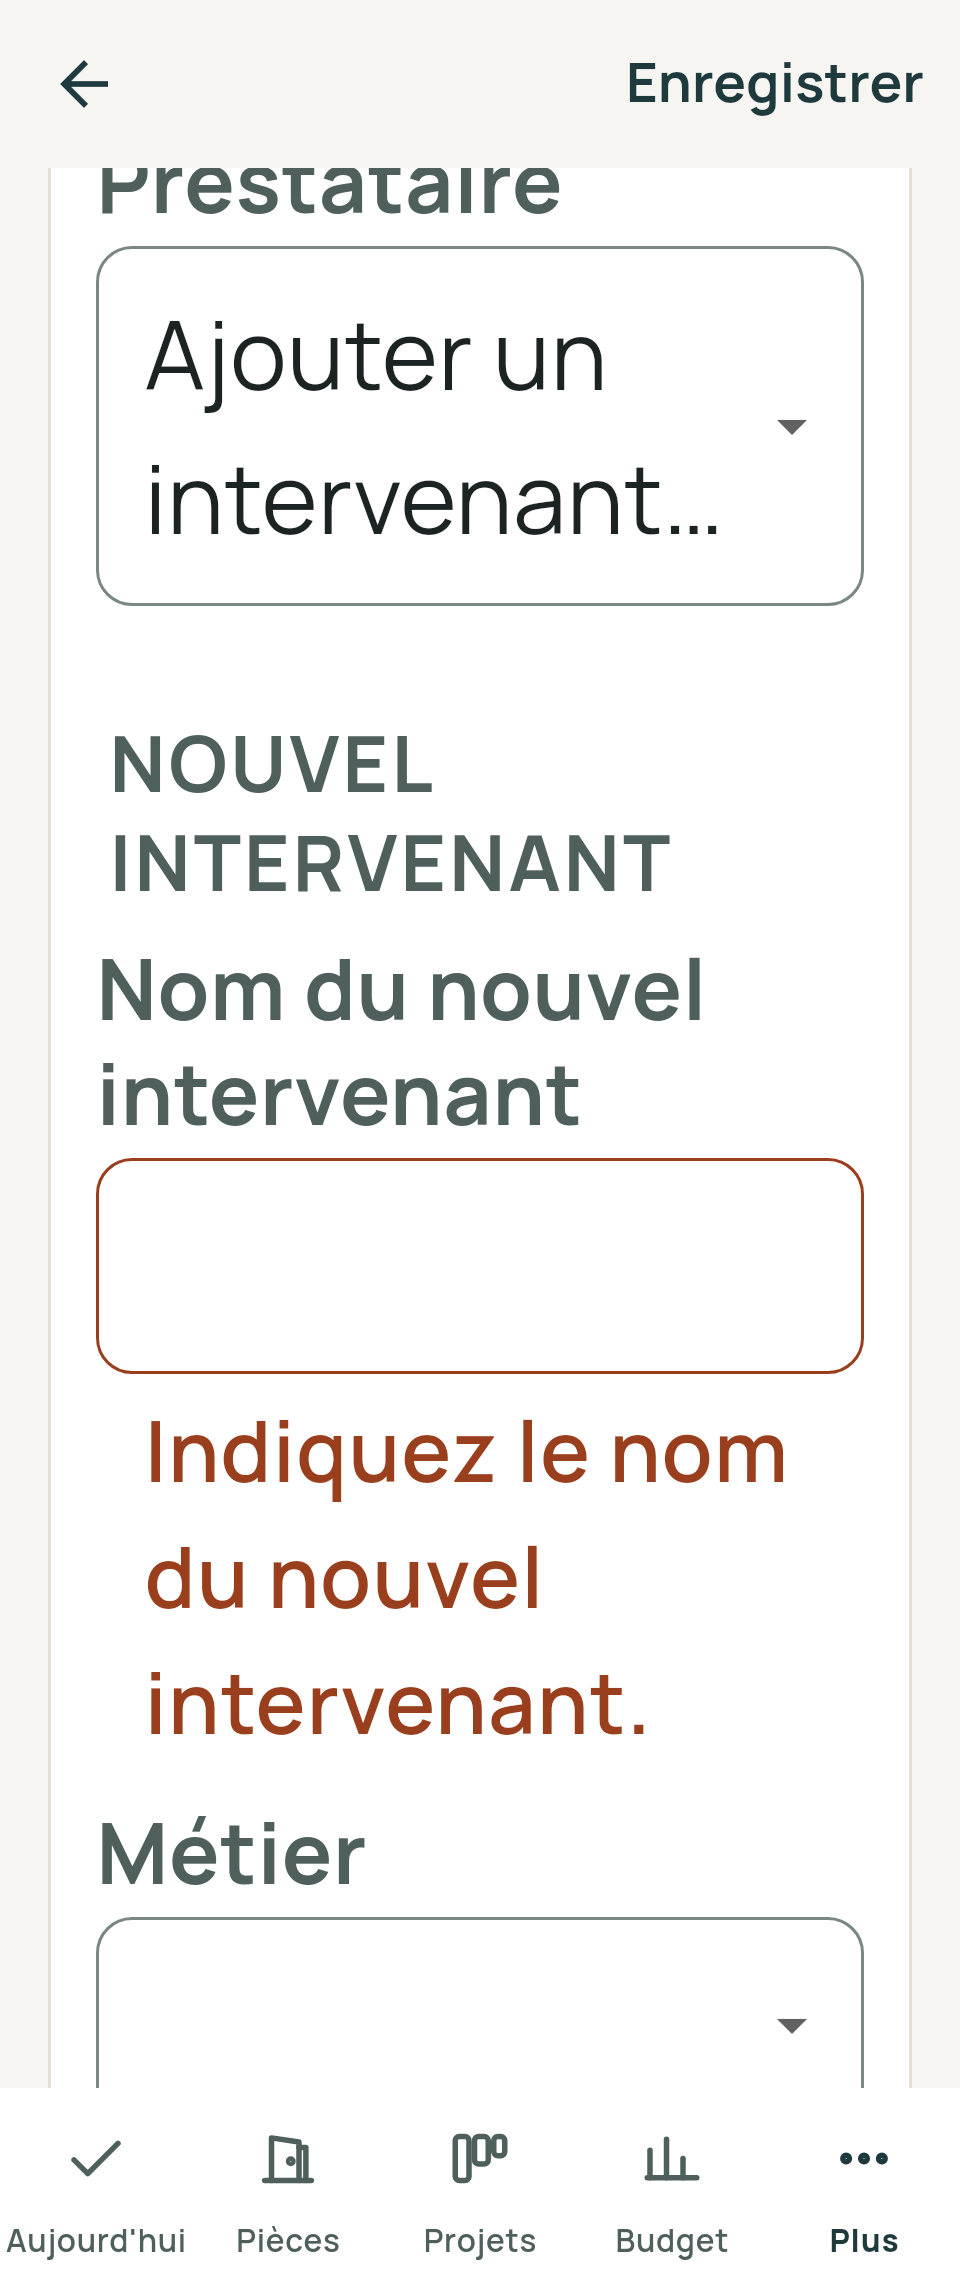 Enregistrer
Prestataire
Ajouter un
intervenant...
NOUVEL
INTERVENANT
Nom du nouvel
intervenant
Indiquez le nom
du nouvel
intervenant.
Métier
Aujourd'hui
Pièces
Projets
Budget
Plus